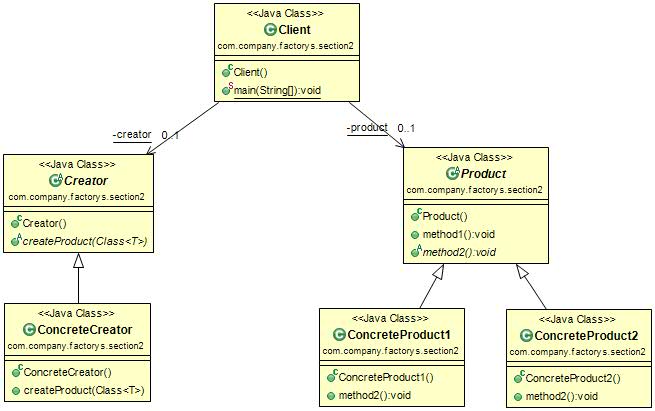 <<Java Class>>
Client
com.company.factorys.section2
Client()
main(String[]):void
-creator 0..1
-product 0..1
<<Java Class>>
Creator
com.company.factorys.section2
Creator()
createProduct(Class<T>)
<<Java Class>>
Product
com.company.factorys.section2
Product()
method1():void
method2():void
<<Java Class>>
ConcreteCreator
com.company.factorys.section2
ConcreteCreator()
createProduct(Class<T>)
<<Java Class>>
ConcreteProduct1
com.company.factorys.section2
ConcreteProduct1()
method2():void
<<Java Class>>
ConcreteProduct2
com.company.factorys.section2
ConcreteProduct2()
method2():void